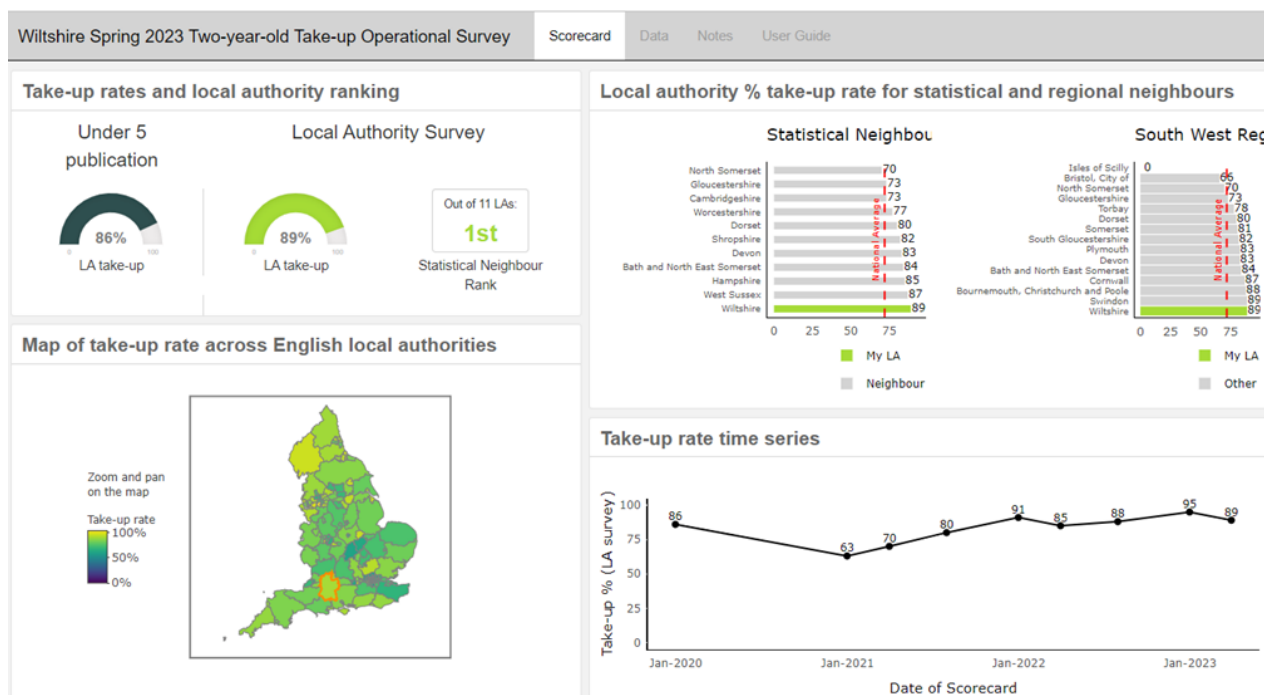 Wiltshire Spring 2023 Two-year-old Take-up Operational Survey
Scorecard
Data
Notes
User Guide
Take-up rates and local authority ranking
Under 5
publication
Local Authority Survey
86%
0
100
LA take-up
89%
0
100
LA take-up
Out of 11 LAs:
1st
Statistical Neighbour
Rank
Map of take-up rate across English local authorities
Zoom and pan
on the map
Take-up rate
100%
50%
0%
Local authority % take-up rate for statistical and regional neighbours
Statistical Neighbou
North Somerset 70
Gloucestershire 73
Cambridgeshire 73
Worcestershire 77
Dorset 80
Shropshire 82
Devon 83
Bath and North East Somerset 84
Hampshire 85
West Sussex 87
Wiltshire 89
National Average
0 25 50 75
My LA
Neighbour
South West Reg
Isles of Scilly 0
Bristol, City of 66
North Somerset 70
Gloucestershire 73
Torbay 78
Dorset 80
Somerset 81
South Gloucestershire 82
Plymouth 83
Devon 83
Bath and North East Somerset 84
Cornwall 87
Bournemouth, Christchurch and Poole 88
Swindon 89
Wiltshire 89
National Average
0 25 50 75
My LA
Other
Take-up rate time series
Take-up % (LA survey)
100
75
50
25
0
86
63
70
80
91
85
88
95
89
Jan-2020
Jan-2021
Jan-2022
Jan-2023
Date of Scorecard